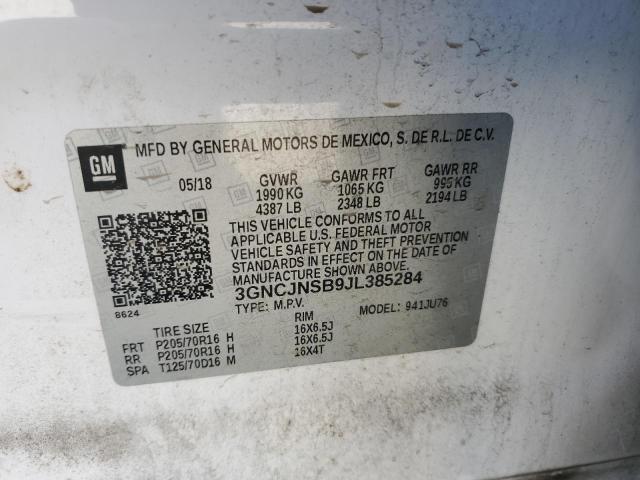 GM
MFD BY GENERAL MOTORS DE MEXICO, S. DE R.L. DE C.V.
05/18 GVWR GAWR FRT GAWR RR
1990 KG 1065 KG 995 KG
4387 LB 2348 LB 2194 LB
THIS VEHICLE CONFORMS TO ALL
APPLICABLE U.S. FEDERAL MOTOR
VEHICLE SAFETY AND THEFT PREVENTION
STANDARDS IN EFFECT ON THE DATE OF
MANUFACTURE SHOWN ABOVE.
3GNCJNSB9JL385284
8624 TYPE: M.P.V. 941JU76
TIRE SIZE RIM
FRT P205/70R16 H 16X6.5J
RR P205/70R16 H 16X6.5J
SPA T125/70D16 M 16X4T